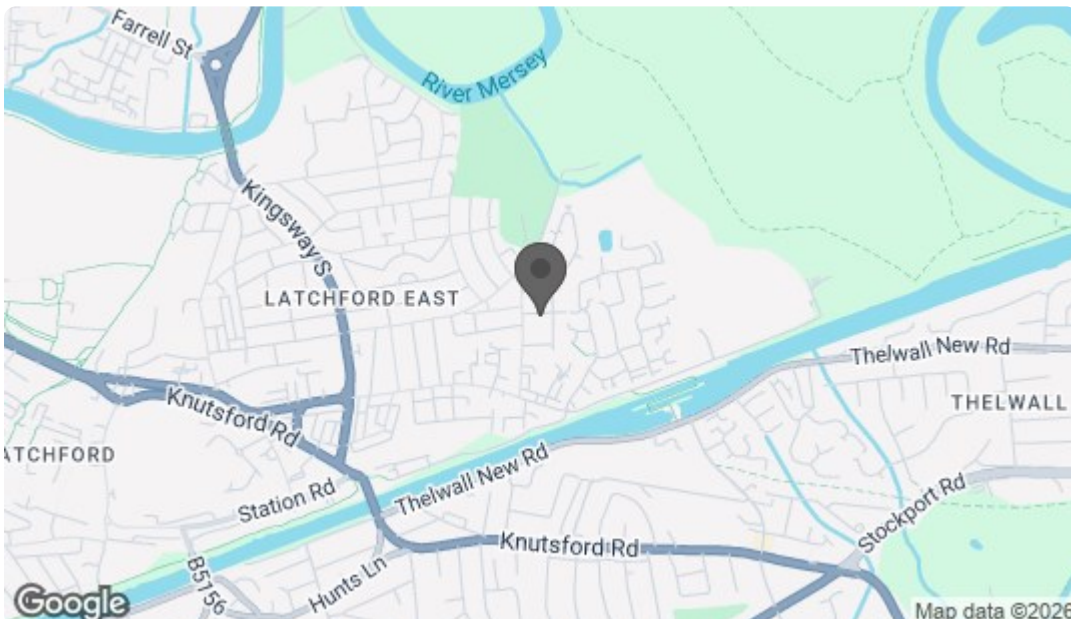 Farrell St
River Mersey
Kingsway S
LATCHFORD EAST
Thelwall New Rd
THELWALL
Knutsford Rd
ATCHFORD
Station Rd
Thelwall New Rd
Stockport Rd
Knutsford Rd
B5156
Hunts Ln
Google
Map data ©2026